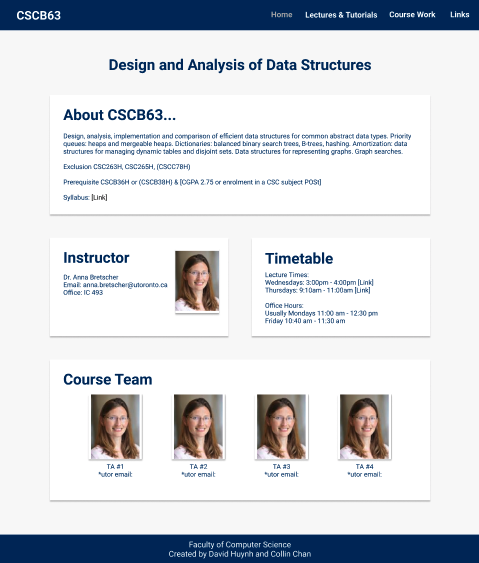 CSCB63
Home Lectures & Tutorials Course Work Links
Design and Analysis of Data Structures
About CSCB63...
Design, analysis, implementation and comparison of efficient data structures for common abstract data types. Priority
queues: heaps and mergeable heaps. Dictionaries: balanced binary search trees, B-trees, hashing. Amortization: data
structures for managing dynamic tables and disjoint sets. Data structures for representing graphs. Graph searches.
Exclusion CSC263H, CSC265H, (CSCC78H)
Prerequisite CSCB36H or (CSCB38H) & [CGPA 2.75 or enrolment in a CSC subject POSt]
Syllabus: [Link]
Instructor
Dr. Anna Bretscher
Email: anna.bretscher@utoronto.ca
Office: IC 493
Timetable
Lecture Times:
Wednesdays: 3:00pm - 4:00pm [Link]
Thursdays: 9:10am - 11:00am [Link]
Office Hours:
Usually Mondays 11:00 am - 12:30 pm
Friday 10:40 am - 11:30 am
Course Team
TA #1
*utor email:
TA #2
*utor email:
TA #3
*utor email:
TA #4
*utor email:
Faculty of Computer Science
Created by David Huynh and Collin Chan